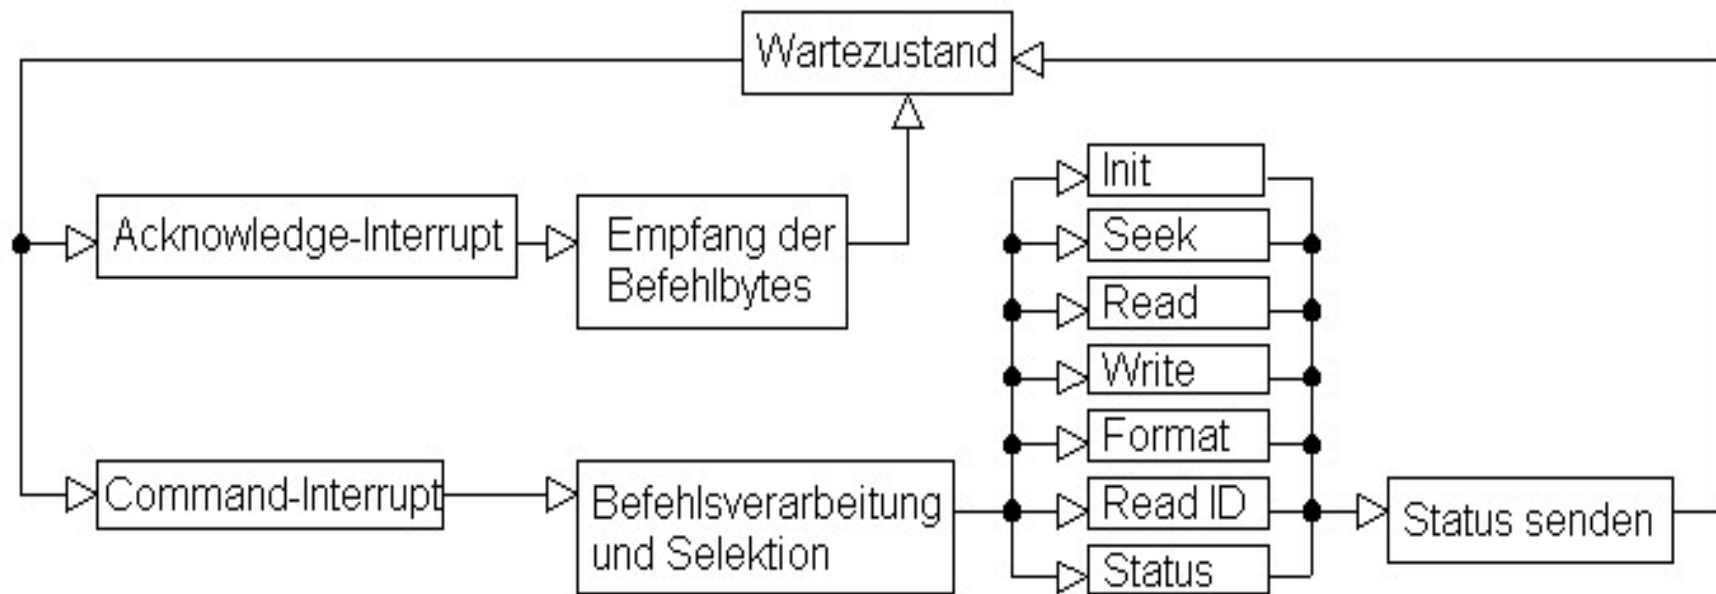 Wartezustand
Acknowledge-Interrupt
Empfang der
Befehlbytes
Command-Interrupt
Befehlsverarbeitung
und Selektion
Init
Seek
Read
Write
Format
Read ID
Status
Status senden